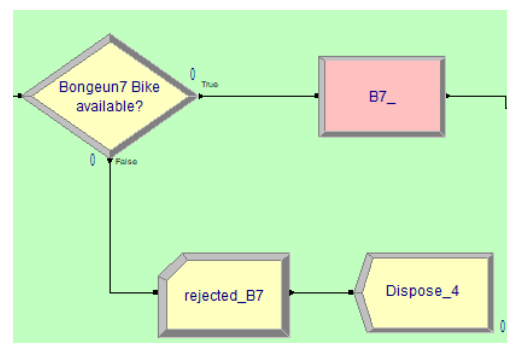 Bongeun7 Bike
available?
0
True
B7_
0
False
rejected_B7
Dispose_4
0